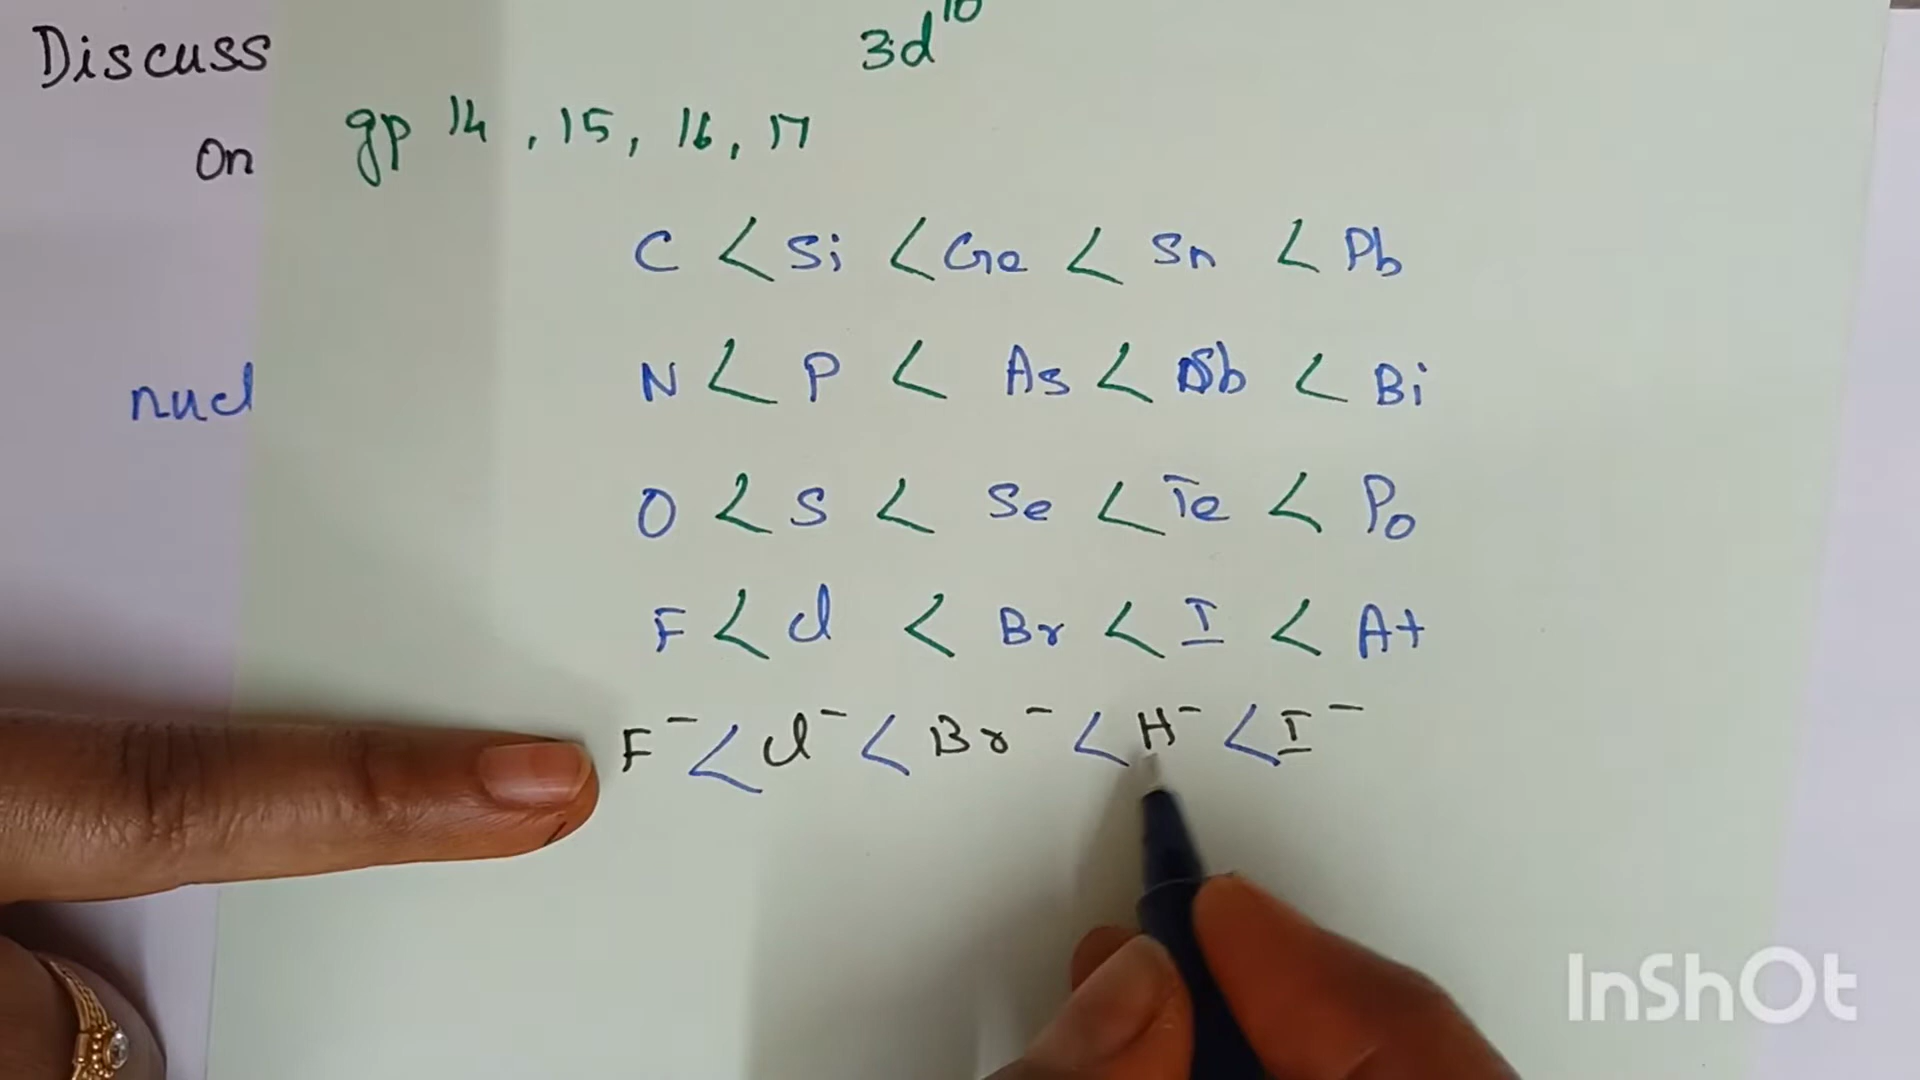 Discuss
3d¹⁰
On
gp 14, 15, 16, 17
C < Si < Ge < Sn < Pb
nucl
N < P < As < Sb < Bi
O < S < Se < Te < Po
F < Cl < Br < I < At
F⁻ < Cl⁻ < Br⁻ < H⁻ < I⁻
InShOt